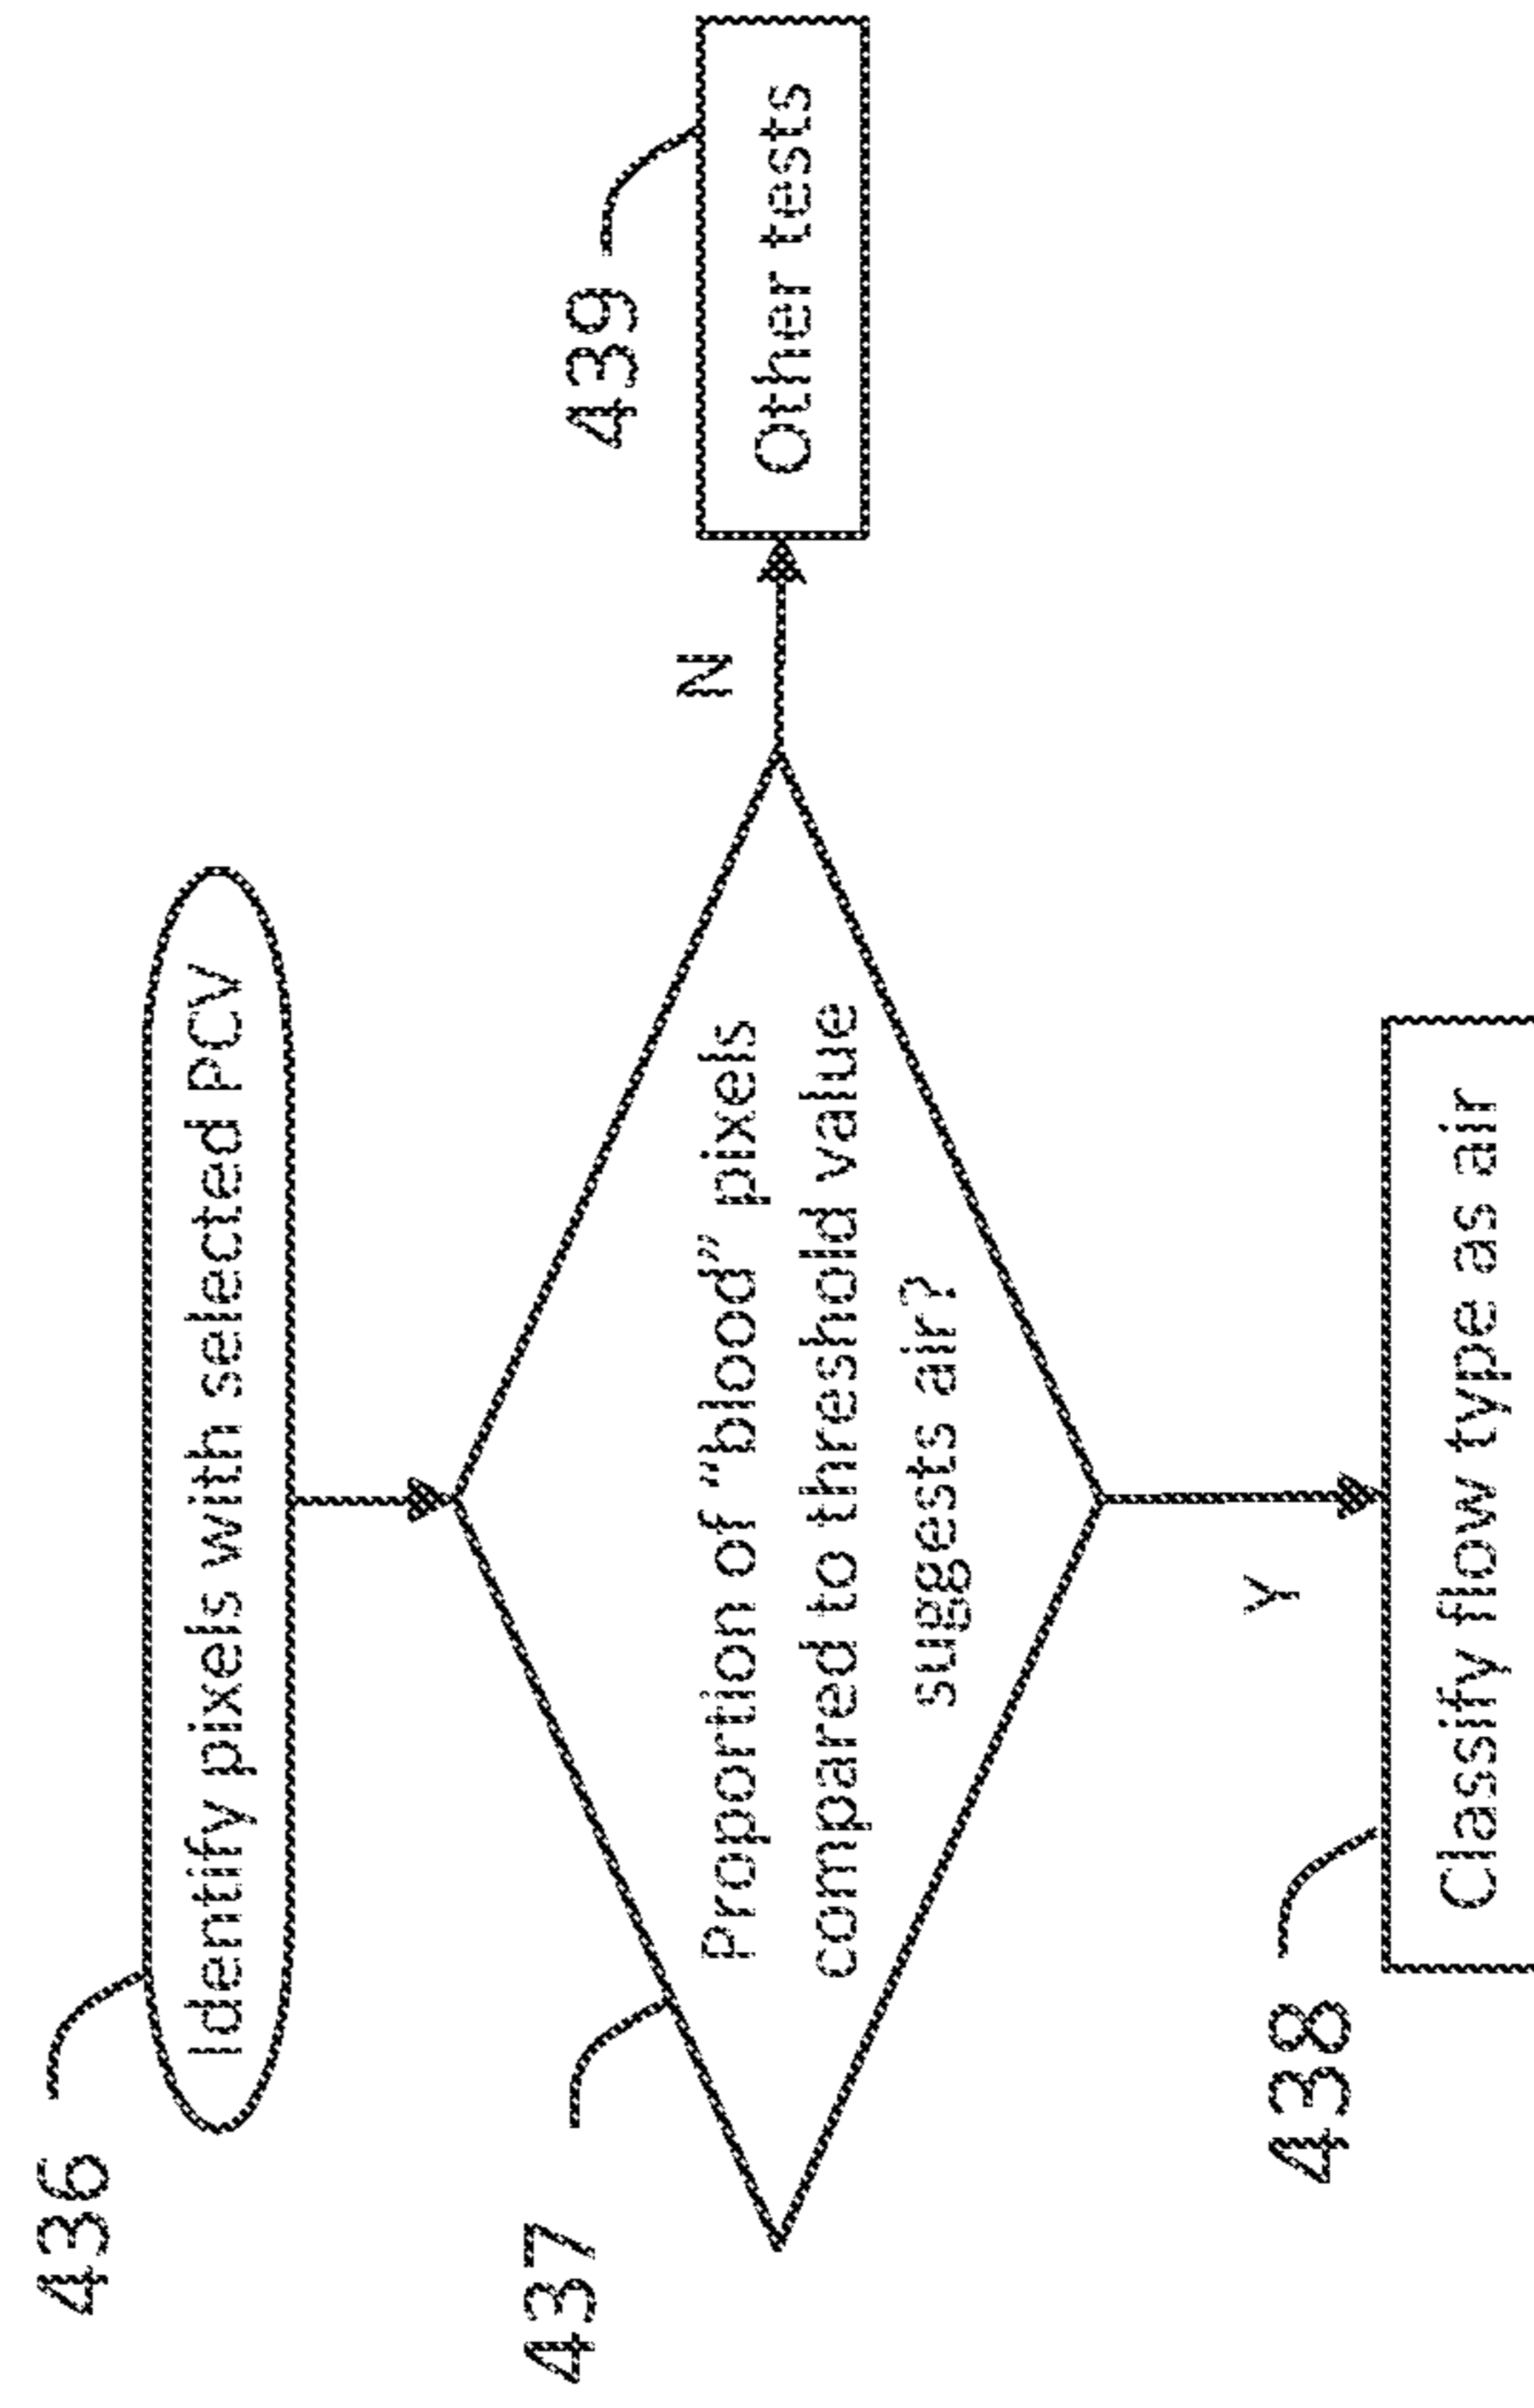 436
Identify pixels with selected PCV
437
Proportion of "blood" pixels
compared to threshold value
suggests air?
N
439
Other tests
Y
438
Classify flow type as air